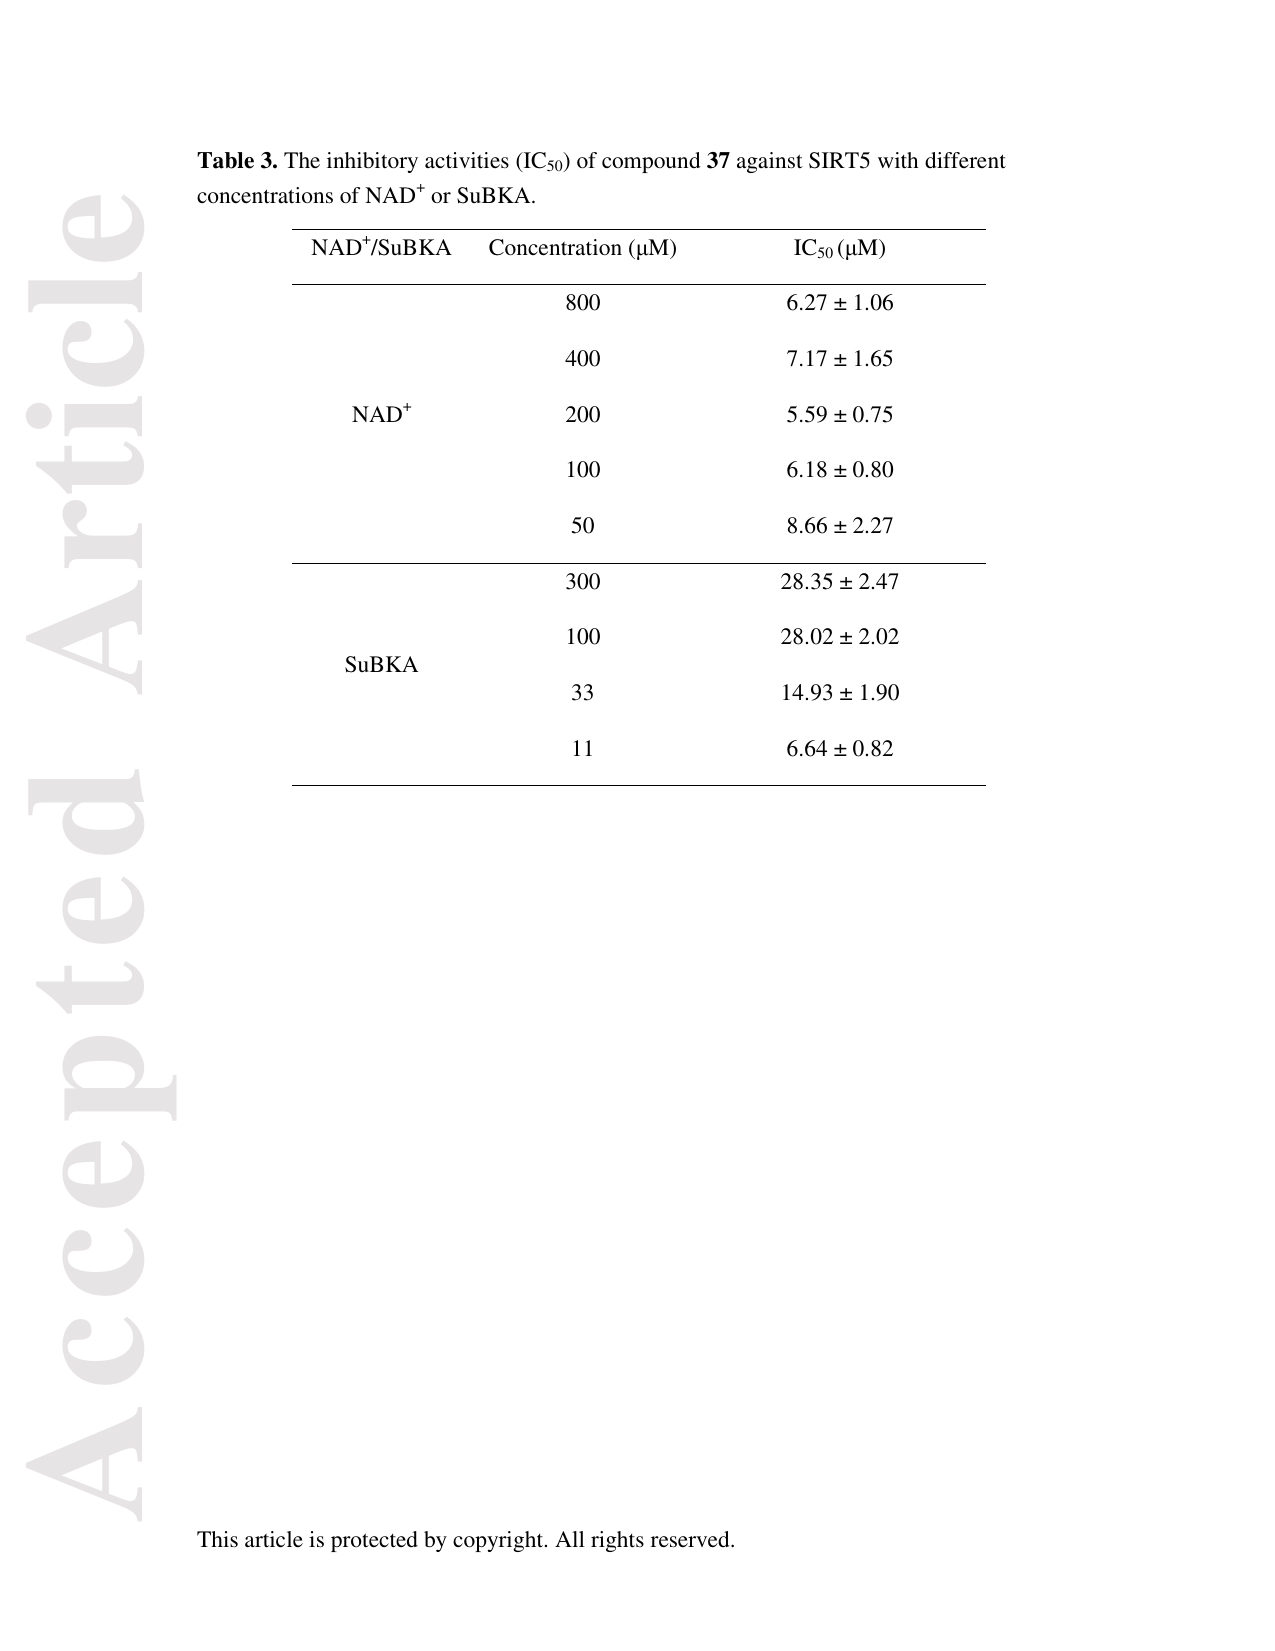 Table 3. The inhibitory activities (IC50) of compound 37 against SIRT5 with different
concentrations of NAD+ or SuBKA.
NAD+/SuBKA Concentration (μM) IC50 (μM)
800 6.27 ± 1.06
400 7.17 ± 1.65
NAD+ 200 5.59 ± 0.75
100 6.18 ± 0.80
50 8.66 ± 2.27
300 28.35 ± 2.47
100 28.02 ± 2.02
SuBKA
33 14.93 ± 1.90
11 6.64 ± 0.82
Accepted Article
This article is protected by copyright. All rights reserved.